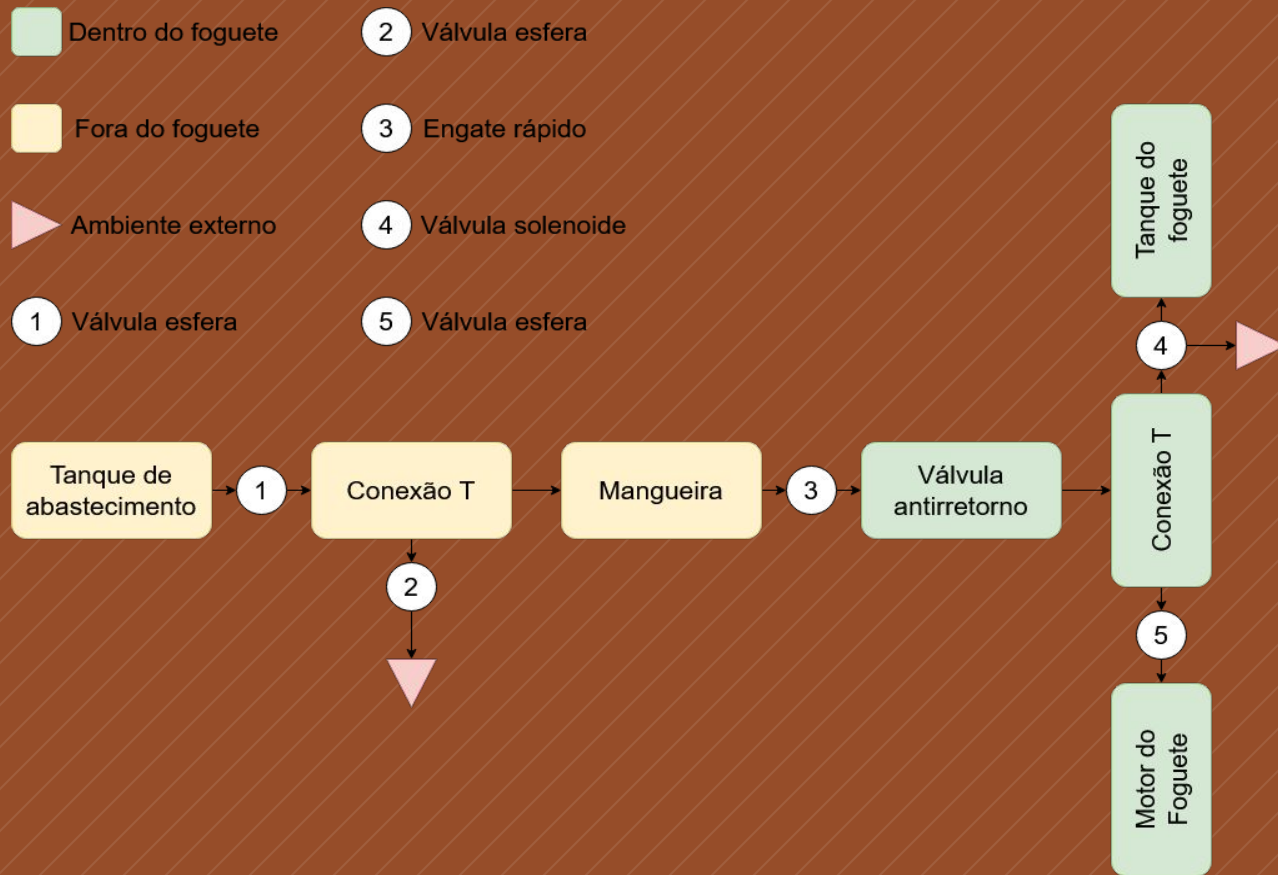 Dentro do foguete
Fora do foguete
Ambiente externo
1 Válvula esfera
2 Válvula esfera
3 Engate rápido
4 Válvula solenoide
5 Válvula esfera
Tanque de
abastecimento
1
Conexão T
2
Mangueira
3
Válvula
antirretorno
Conexão T
4
Tanque do
foguete
5
Motor do
Foguete